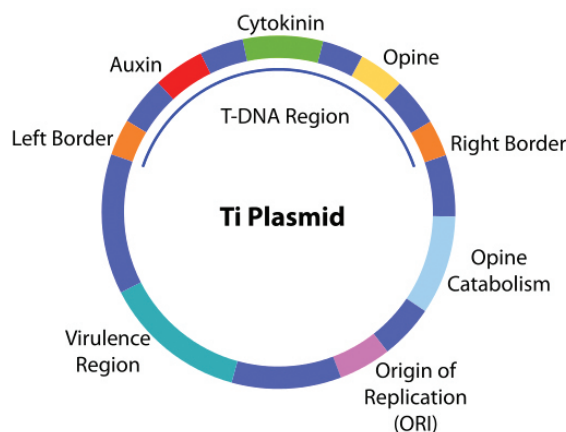 Cytokinin
Auxin
Opine
T-DNA Region
Left Border
Right Border
Ti Plasmid
Opine
Catabolism
Virulence
Region
Origin of
Replication
(ORI)